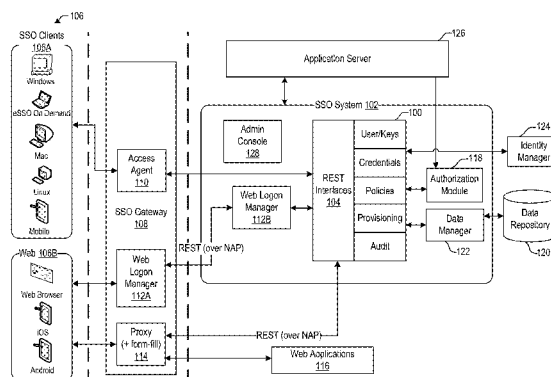 106
SSO Clients
106A
Windows
eSSO On Demand
Mac
Linux
Mobile
Web 106B
Web Browser
iOS
Android
Access
Agent
110
SSO Gateway
108
Web
Logon
Manager
112A
Proxy
(+ form-fill)
114
REST (over NAP)
REST (over NAP)
Web Applications
116
Application Server
126
SSO System 102
Admin
Console
128
Web Logon
Manager
112B
100
REST
Interfaces
104
User/Keys
Credentials
Policies
Provisioning
Audit
118
Authorization
Module
Data
Manager
122
124
Identity
Manager
Data
Repository
120